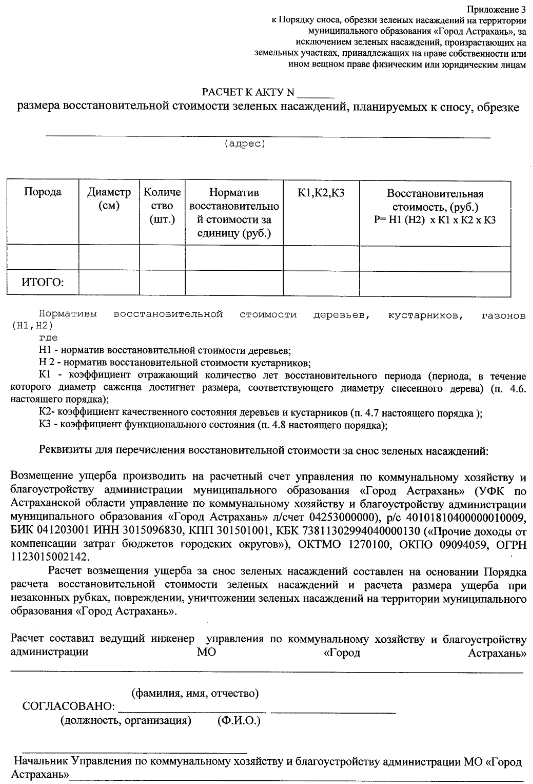 Приложение 3
к Порядку сноса, обрезки зеленых насаждений на территории
муниципального образования «Город Астрахань», за
исключением зеленых насаждений, произрастающих на
земельных участках, принадлежащих на праве собственности или
ином вещном праве физическим или юридическим лицам
РАСЧЕТ К АКТУ N ______
размера восстановительной стоимости зеленых насаждений, планируемых к сносу, обрезке
(адрес)
Порода
Диаметр
(см)
Количе
ство
(шт.)
Норматив
восстановительно
й стоимости за
единицу (руб.)
К1,К2,К3
Восстановительная
стоимость, (руб.)
Р= Н1 (Н2) х К1 х К2 х К3
ИТОГО:
Нормативы восстановительной стоимости деревьев, кустарников, газонов
(Н1,Н2)
где
Н1 - норматив восстановительной стоимости деревьев;
Н 2 - норматив восстановительной стоимости кустарников;
К1 - коэффициент отражающий количество лет восстановительного периода (периода, в течение
которого диаметр саженца достигнет размера, соответствующего диаметру снесенного дерева) (п. 4.6.
настоящего порядка);
К2- коэффициент качественного состояния деревьев и кустарников (п. 4.7 настоящего порядка );
К3 - коэффициент функционального состояния (п. 4.8 настоящего порядка);
Реквизиты для перечисления восстановительной стоимости за снос зеленых насаждений:
Возмещение ущерба производить на расчетный счет управления по коммунальному хозяйству и
благоустройству администрации муниципального образования «Город Астрахань» (УФК по
Астраханской области управление по коммунальному хозяйству и благоустройству администрации
муниципального образования «Город Астрахань» л/счет 04253000000), р/с 40101810400000010009,
БИК 041203001 ИНН 3015096830, КПП 301501001, КБК 73811302994040000130 («Прочие доходы от
компенсации затрат бюджетов городских округов»), ОКТМО 1270100, ОКПО 09094059, ОГРН
1123015002142.
Расчет возмещения ущерба за снос зеленых насаждений составлен на основании Порядка
расчета восстановительной стоимости зеленых насаждений и расчета размера ущерба при
незаконных рубках, повреждении, уничтожении зеленых насаждений на территории муниципального
образования «Город Астрахань».
Расчет составил ведущий инженер управления по коммунальному хозяйству и благоустройству
администрации МО «Город Астрахань»
(фамилия, имя, отчество)
СОГЛАСОВАНО: ______________ ______________
(должность, организация) (Ф.И.О.)
Начальник Управления по коммунальному хозяйству и благоустройству администрации МО «Город
Астрахань»______________